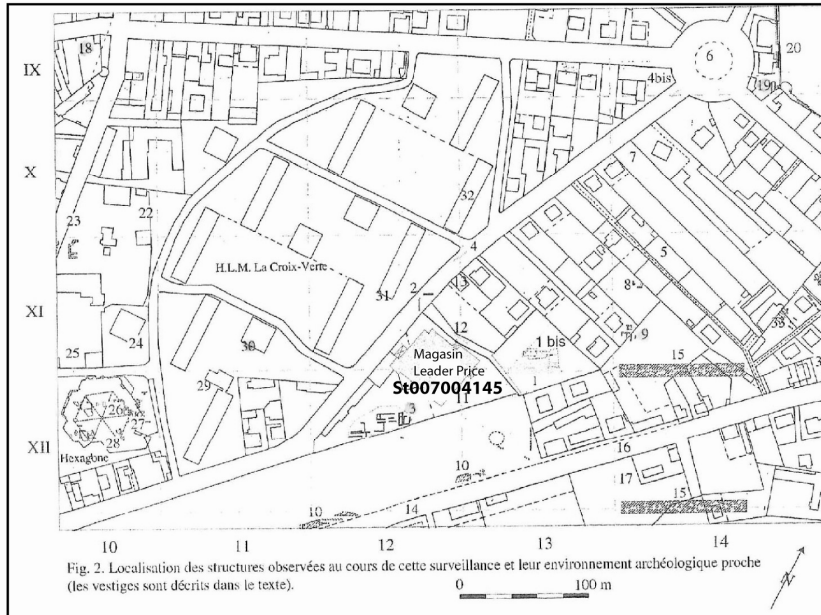 IX
18
6
20
4bis
19
X
7
32
23
22
4
5
H.L.M. La Croix-Verte
2
13
8
31
XI
33
12
1 bis
9
24
30
Magasin
15
25
Leader Price
St007004145
29
1
11
3
26
27
XII
28
16
Hexagone
10
17
10
14
15
10 11 12 13 14
Fig. 2. Localisation des structures observées au cours de cette surveillance et leur environnement archéologique proche
(les vestiges sont décrits dans le texte).
0 100 m